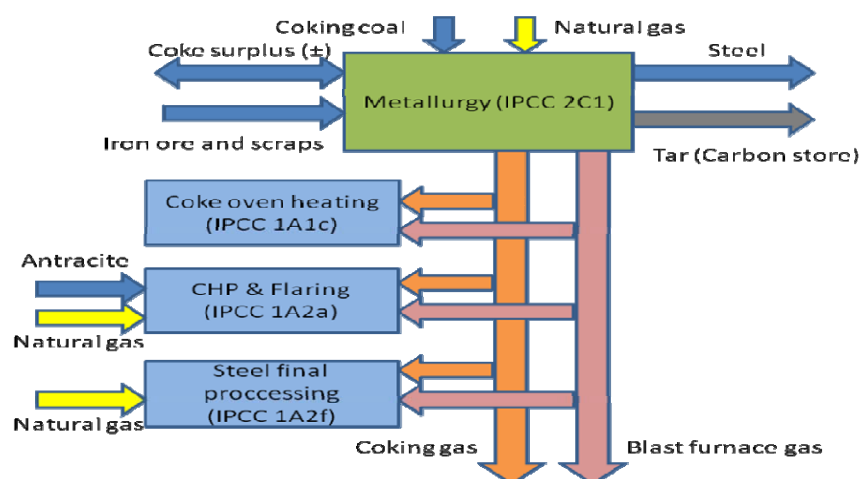 Coking coal
Natural gas
Coke surplus (±)
Steel
Metallurgy (IPCC 2C1)
Iron ore and scraps
Tar (Carbon store)
Coke oven heating
(IPCC 1A1c)
Antracite
CHP & Flaring
(IPCC 1A2a)
Natural gas
Steel final
proccessing
(IPCC 1A2f)
Natural gas
Coking gas
Blast furnace gas